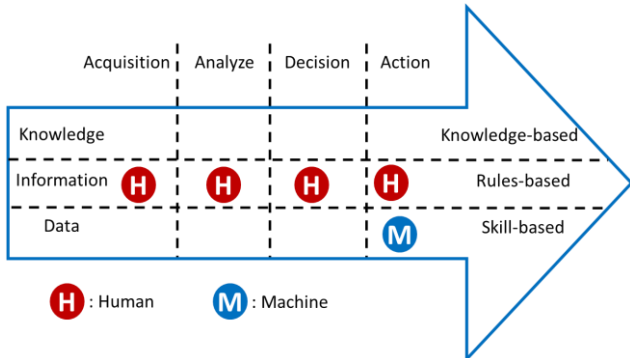 Acquisition Analyze Decision Action
Knowledge Knowledge-based
Information H H H H Rules-based
Data M Skill-based
H : Human M : Machine